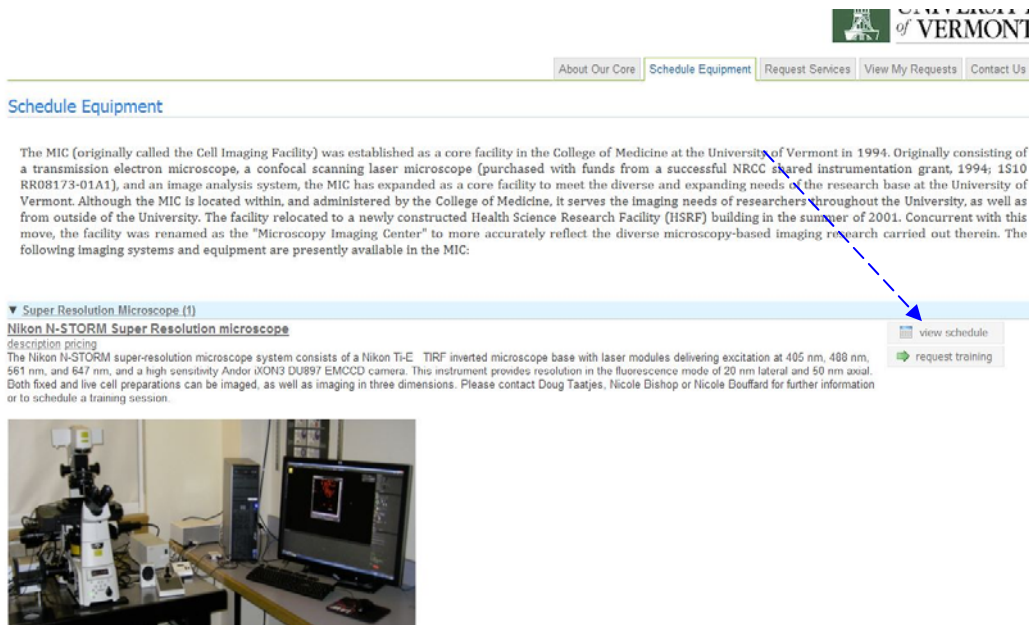 of VERMONT
About Our Core Schedule Equipment Request Services View My Requests Contact Us
Schedule Equipment
The MIC (originally called the Cell Imaging Facility) was established as a core facility in the College of Medicine at the University of Vermont in 1994. Originally consisting of
a transmission electron microscope, a confocal scanning laser microscope (purchased with funds from a successful NRCC shared instrumentation grant, 1994; 1S10
RR08173-01A1), and an image analysis system, the MIC has expanded as a core facility to meet the diverse and expanding needs of the research base at the University of
Vermont. Although the MIC is located within, and administered by the College of Medicine, it serves the imaging needs of researchers throughout the University, as well as
from outside of the University. The facility relocated to a newly constructed Health Science Research Facility (HSRF) building in the summer of 2001. Concurrent with this
move, the facility was renamed as the "Microscopy Imaging Center" to more accurately reflect the diverse microscopy-based imaging research carried out therein. The
following imaging systems and equipment are presently available in the MIC:
▼ Super Resolution Microscope (1)
Nikon N-STORM Super Resolution microscope
view schedule
description pricing
The Nikon N-STORM super-resolution microscope system consists of a Nikon Ti-E TIRF inverted microscope base with laser modules delivering excitation at 405 nm, 488 nm,
request training
561 nm, and 647 nm, and a high sensitivity Andor iXON3 DU897 EMCCD camera. This instrument provides resolution in the fluorescence mode of 20 nm lateral and 50 nm axial.
Both fixed and live cell preparations can be imaged, as well as imaging in three dimensions. Please contact Doug Taatjes, Nicole Bishop or Nicole Bouffard for further information
or to schedule a training session.